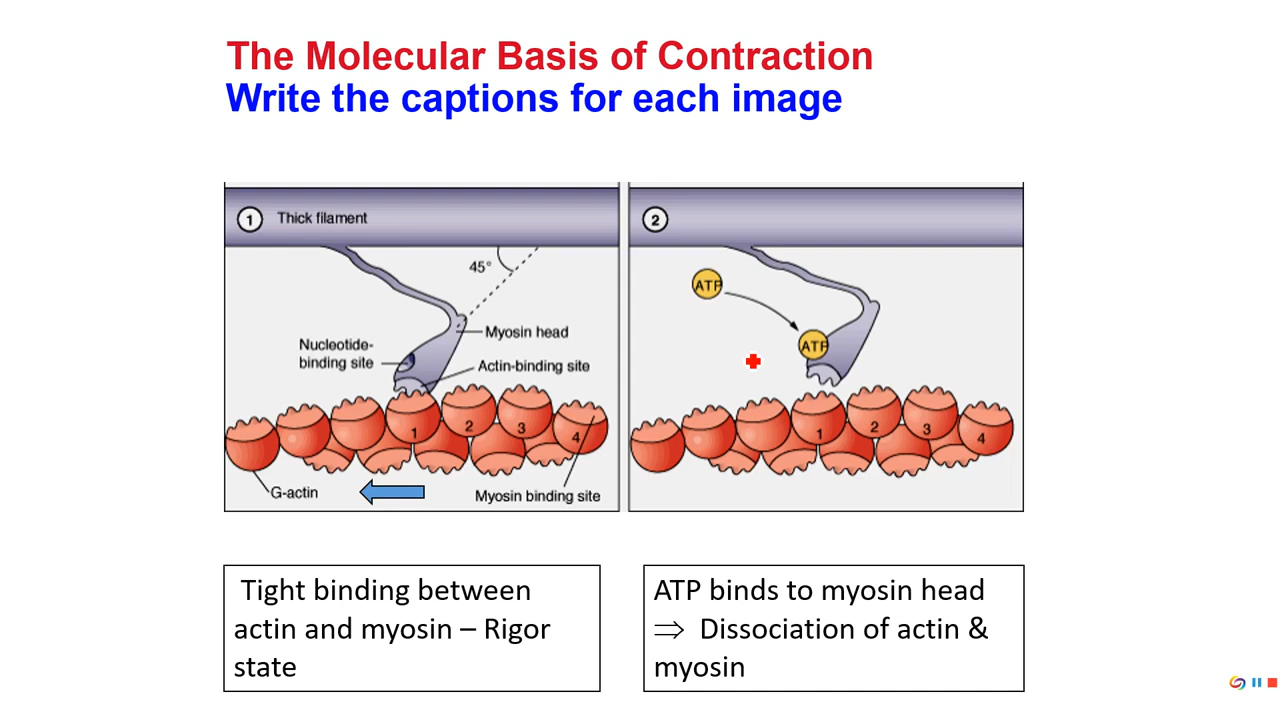 The Molecular Basis of Contraction
Write the captions for each image
1 Thick filament
45°
Myosin head
Nucleotide-
binding site
Actin-binding site
1 2 3 4
G-actin
Myosin binding site
2
ATP
ATP
1 2 3 4
Tight binding between
actin and myosin – Rigor
state
ATP binds to myosin head
⇒ Dissociation of actin &
myosin